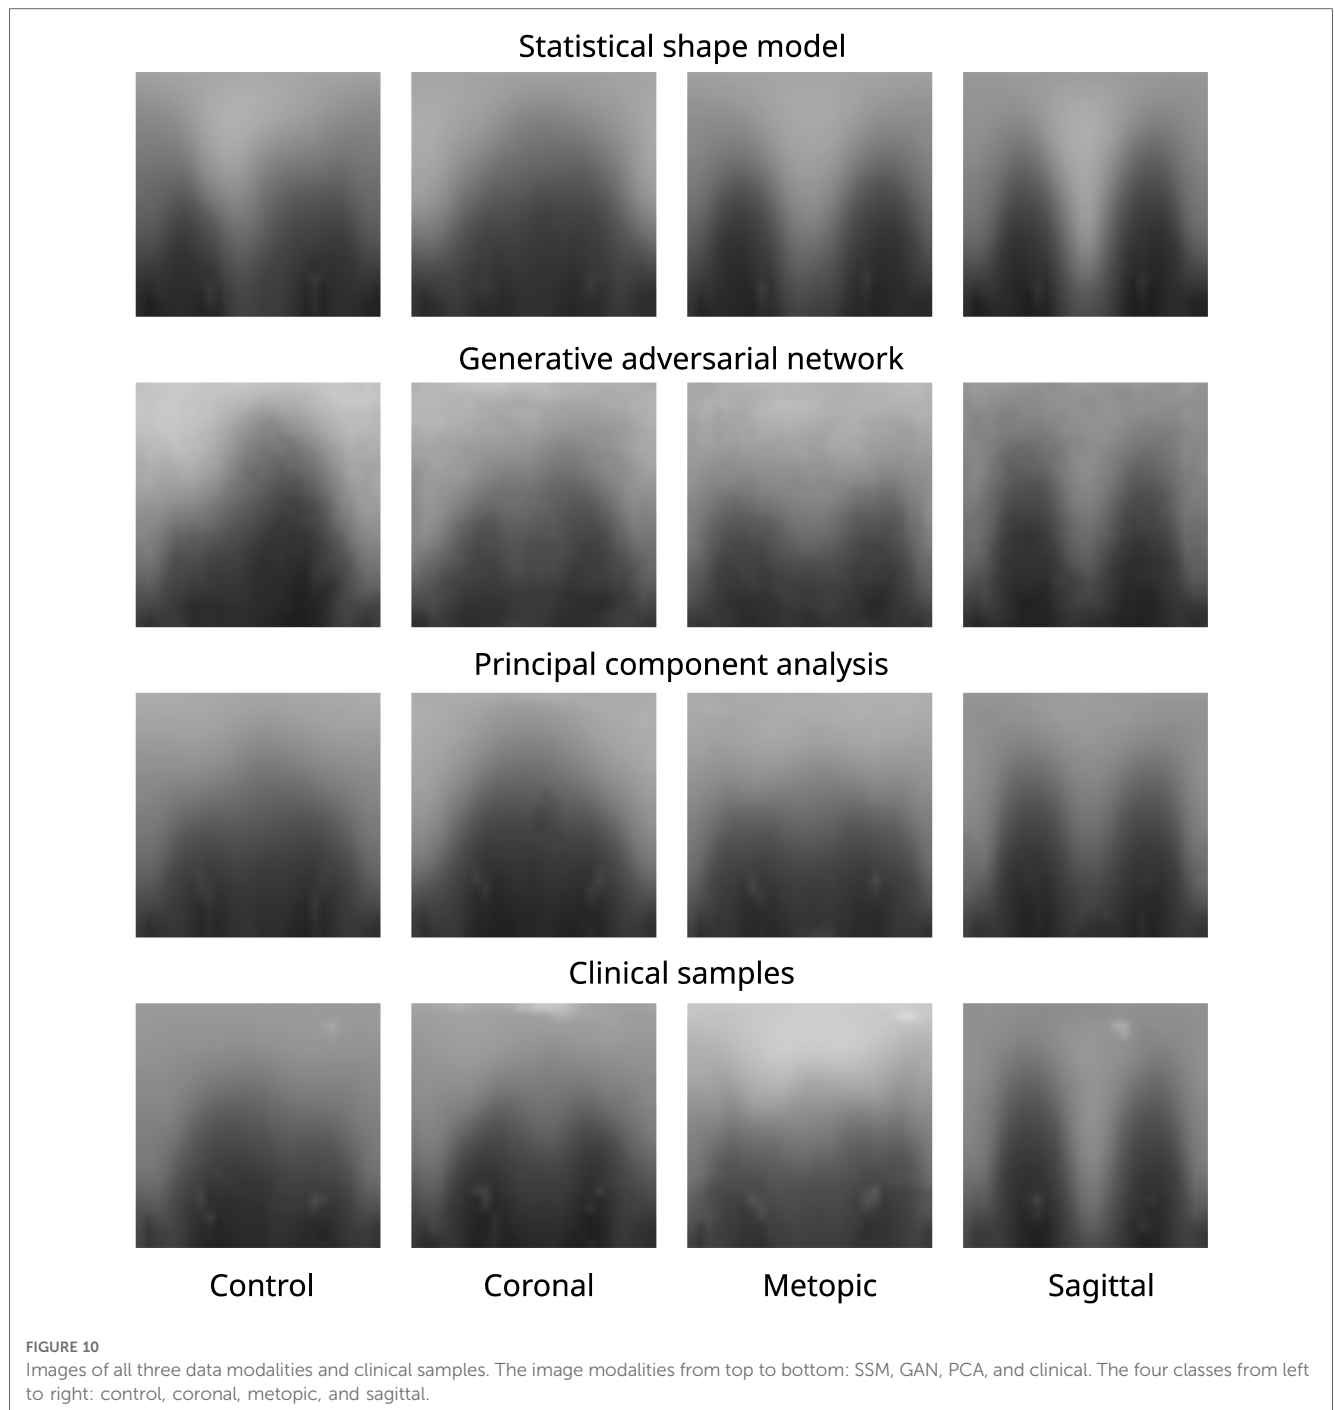 Statistical shape model
Generative adversarial network
Principal component analysis
Clinical samples
Control Coronal Metopic Sagittal
FIGURE 10
Images of all three data modalities and clinical samples. The image modalities from top to bottom: SSM, GAN, PCA, and clinical. The four classes from left
to right: control, coronal, metopic, and sagittal.